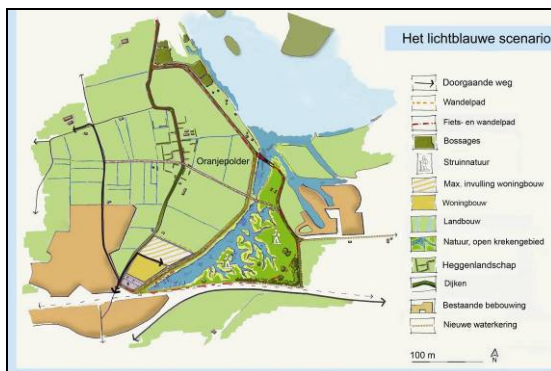 Het lichtblauwe scenario
Oranjepolder
Doorgaande weg
Wandelpad
Fiets- en wandelpad
Bossages
Struinnatuur
Max. invulling woningbouw
Woningbouw
Landbouw
Natuur, open krekengebied
Heggenlandschap
Dijken
Bestaande bebouwing
Nieuwe waterkering
100 m
N